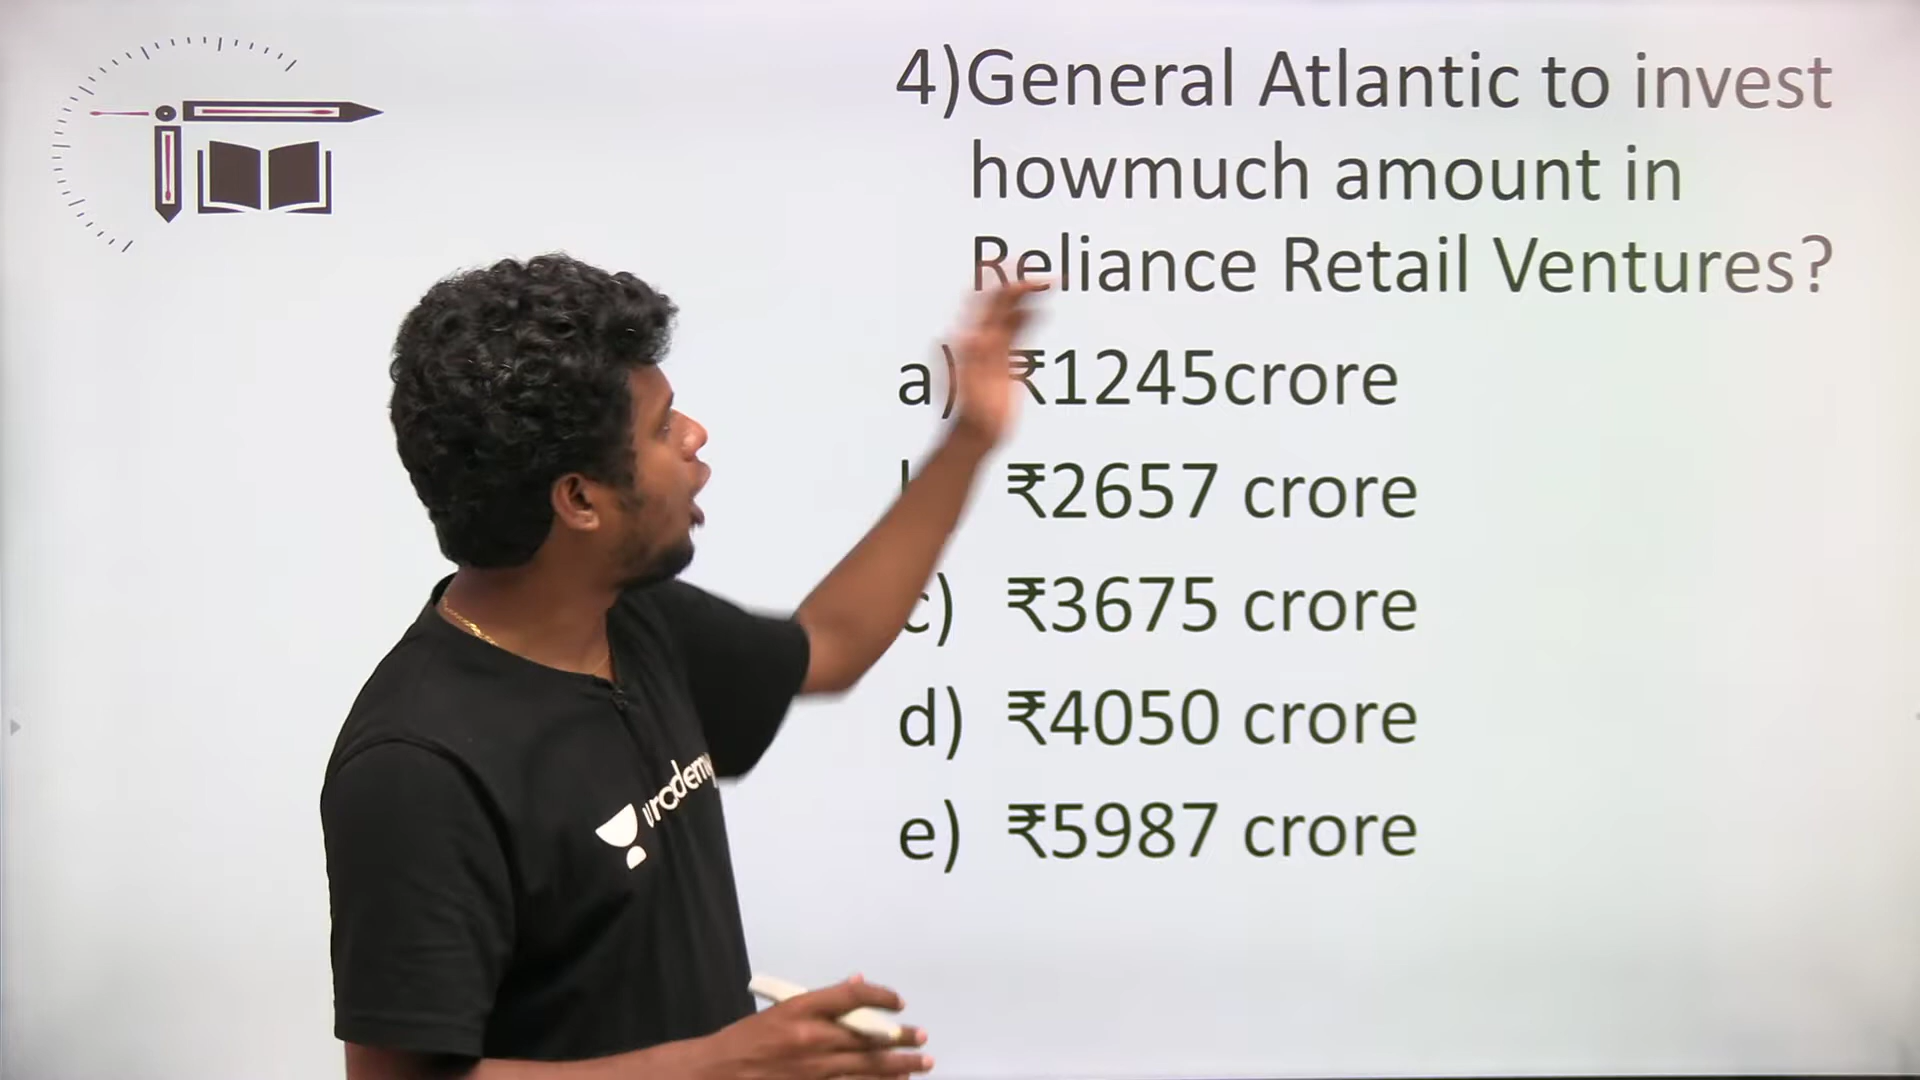 4)General Atlantic to invest
howmuch amount in
Reliance Retail Ventures?
a) ₹1245crore
₹2657 crore
c) ₹3675 crore
d) ₹4050 crore
e) ₹5987 crore
unacademy